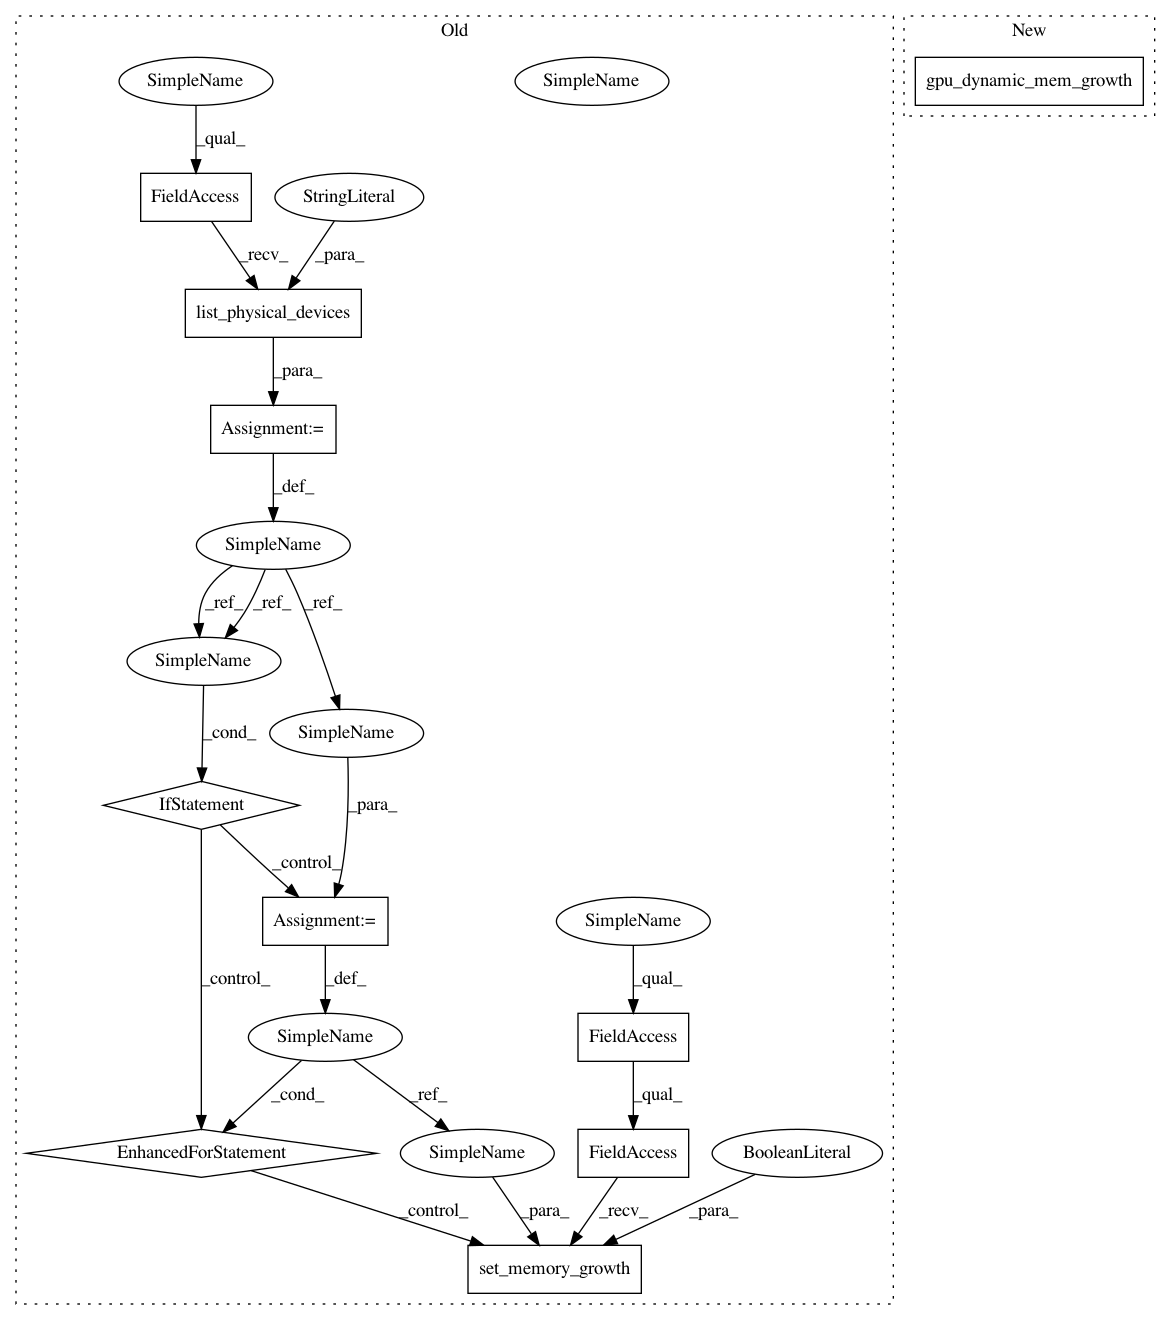 Old
New
SimpleName
SimpleName
gpu_dynamic_mem_growth
_qual_
FieldAccess
StringLiteral
_recv_
_para_
list_physical_devices
_para_
Assignment:=
_def_
SimpleName
_ref_
_ref_
_ref_
SimpleName
SimpleName
_cond_
IfStatement
_para_
_control_
Assignment:=
SimpleName
_control_
_def_
_qual_
SimpleName
FieldAccess
_cond_
_ref_
_qual_
EnhancedForStatement
SimpleName
FieldAccess
BooleanLiteral
_control_
_para_
_recv_
_para_
set_memory_growth